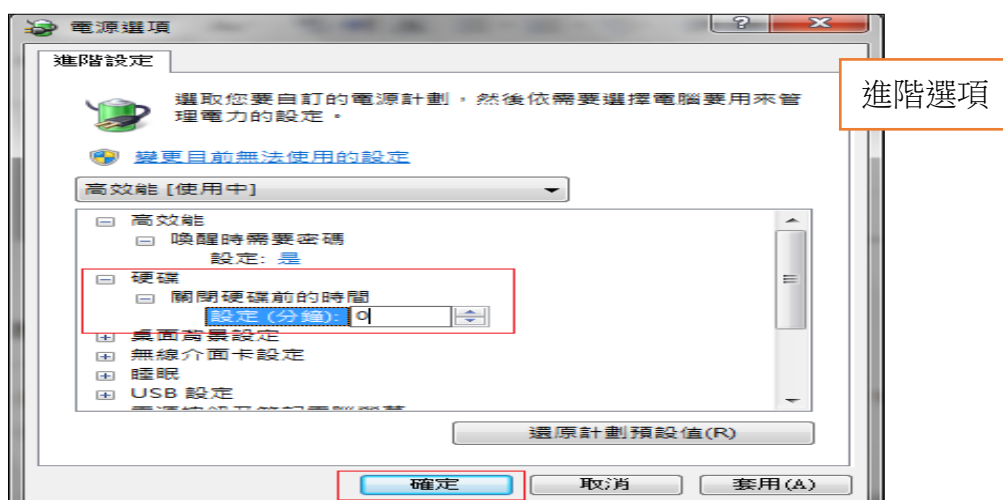 電源選項
進階設定
進階選項
選取您要自訂的電源計劃，然後依需要選擇電腦要用來管
理電力的設定。
變更目前無法使用的設定
高效能 [使用中]
高效能
喚醒時需要密碼
設定: 是
硬碟
關閉硬碟前的時間
設定 (分鐘): 0
桌面背景設定
無線介面卡設定
睡眠
USB 設定
還原計劃預設值(R)
確定 取消 套用(A)